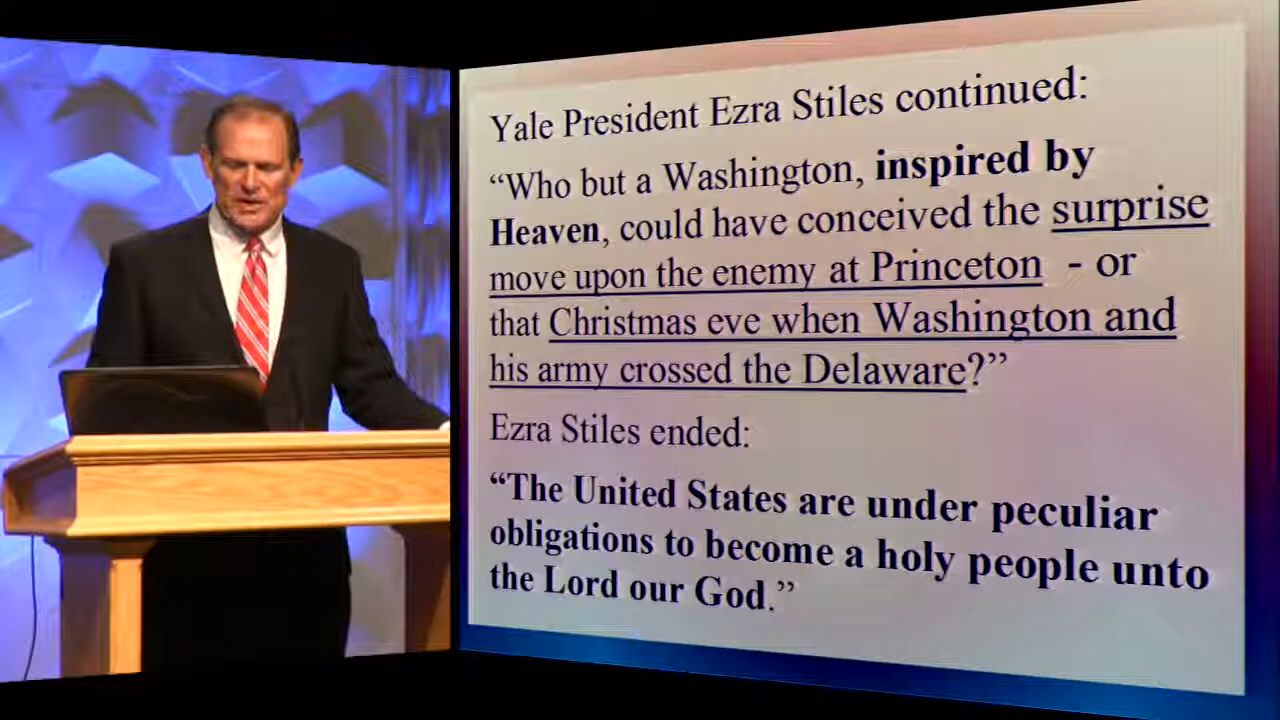 Yale President Ezra Stiles continued:
“Who but a Washington, inspired by
Heaven, could have conceived the surprise
move upon the enemy at Princeton - or
that Christmas eve when Washington and
his army crossed the Delaware?”
Ezra Stiles ended:
“The United States are under peculiar
obligations to become a holy people unto
the Lord our God.”